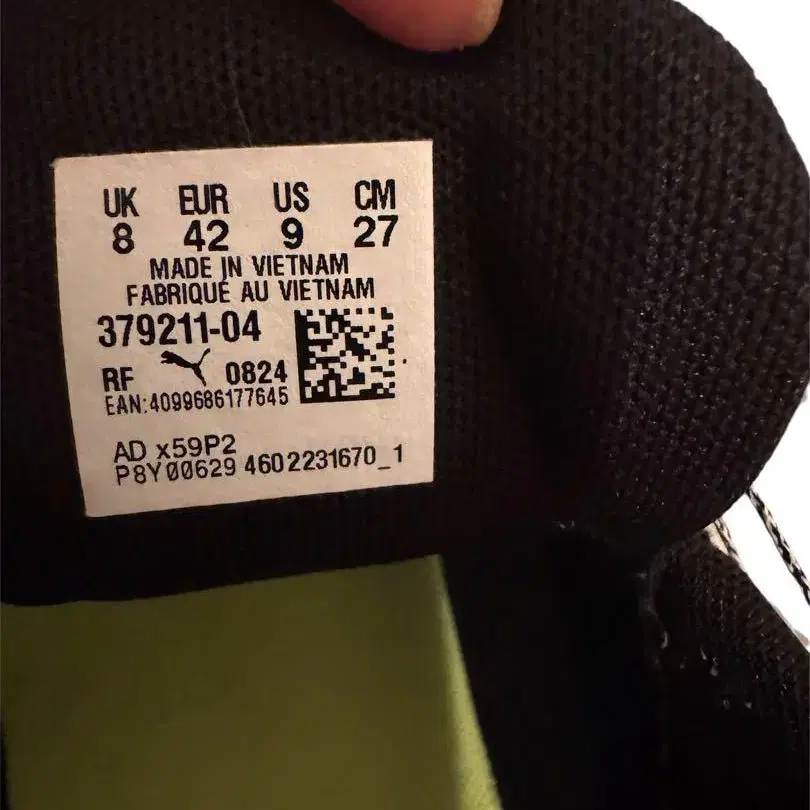 UK EUR US CM
8 42 9 27
MADE IN VIETNAM
FABRIQUÉ AU VIETNAM
379211-04
RF 0824
EAN:4099686177645
AD x59P2
P8Y00629 4602231670_1